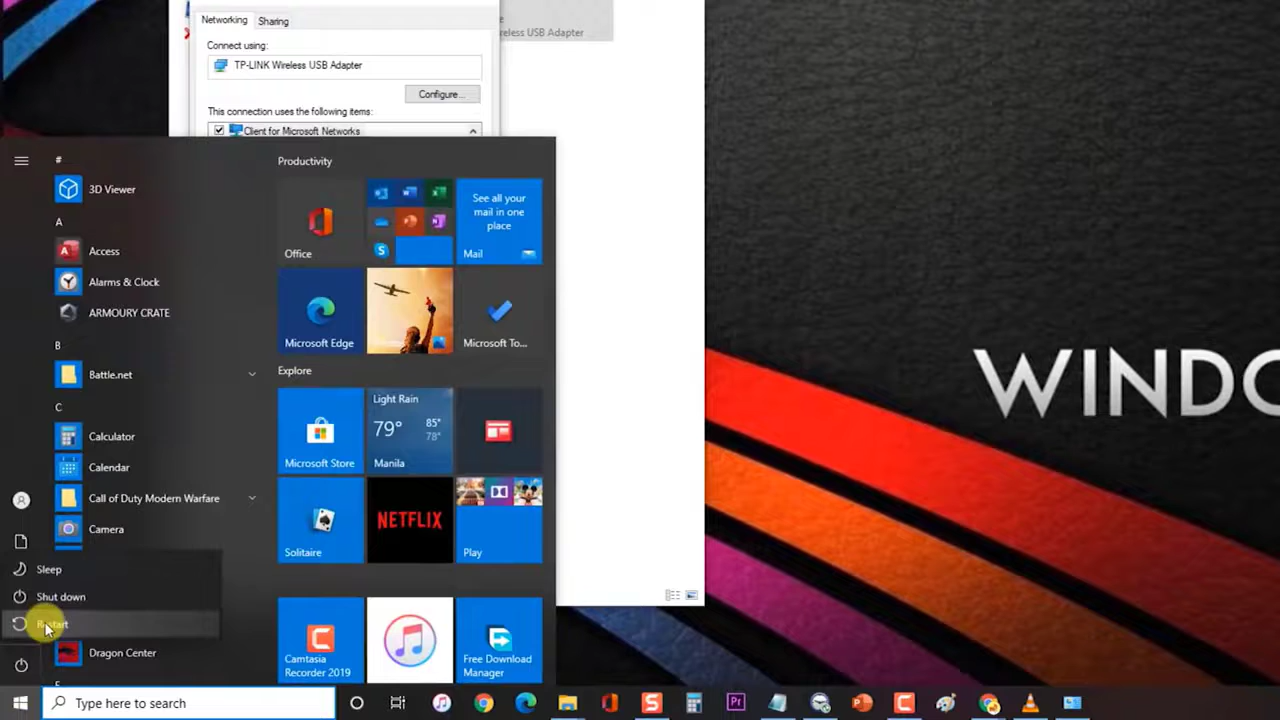 Networking
Sharing
reless USB Adapter
Connect using:
TP-LINK Wireless USB Adapter
Configure...
This connection uses the following items:
Client for Microsoft Networks
#
3D Viewer
A
Access
Alarms & Clock
ARMOURY CRATE
B
Battle.net
C
Calculator
Calendar
Call of Duty Modern Warfare
Camera
Sleep
Shut down
Restart
Dragon Center
Productivity
Office
See all your
mail in one
place
Mail
Microsoft Edge
Microsoft To...
Explore
Microsoft Store
Light Rain
79°
85°
78°
Manila
Solitaire
NETFLIX
Play
Camtasia
Recorder 2019
Free Download
Manager
WINDO
Type here to search